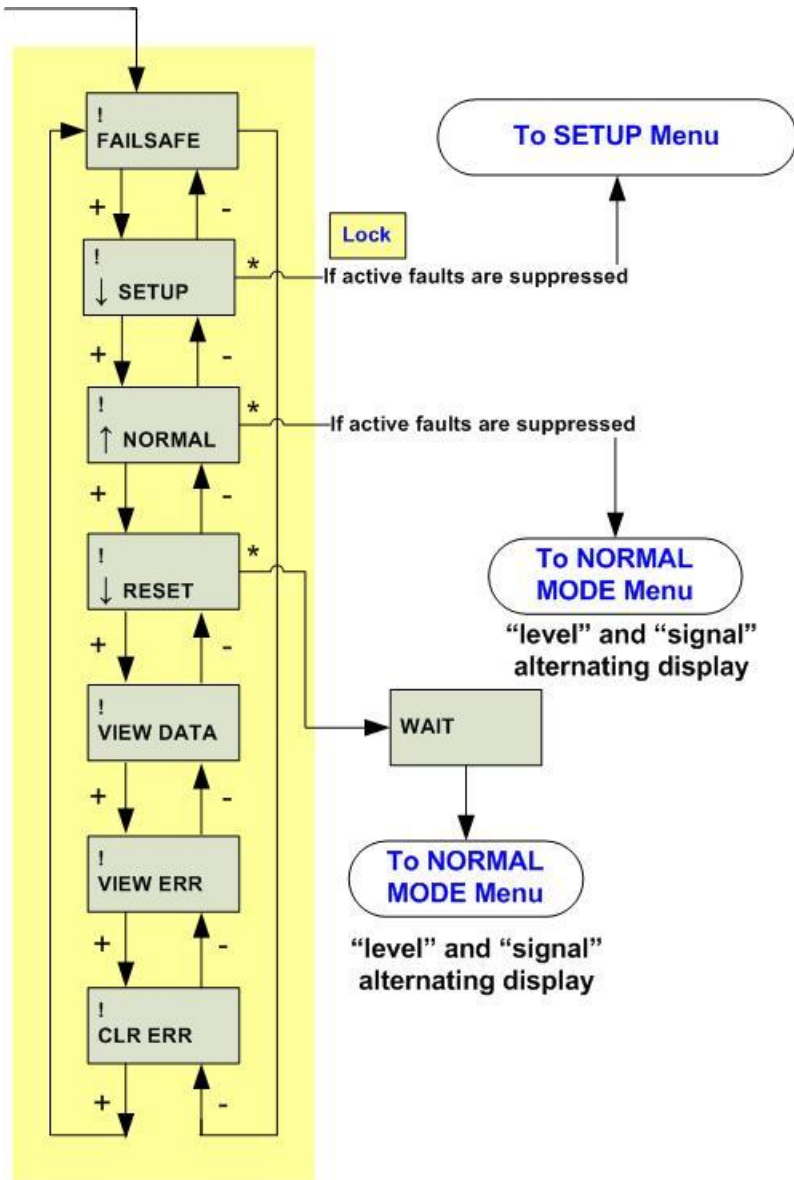 !
FAILSAFE
To SETUP Menu
+ -
Lock
!
↓ SETUP
*
If active faults are suppressed
+ -
!
↑ NORMAL
*
If active faults are suppressed
+ -
!
↓ RESET
*
To NORMAL
MODE Menu
“level” and “signal”
alternating display
+ -
!
VIEW DATA
WAIT
+ -
!
VIEW ERR
To NORMAL
MODE Menu
“level” and “signal”
alternating display
+ -
!
CLR ERR
+ -